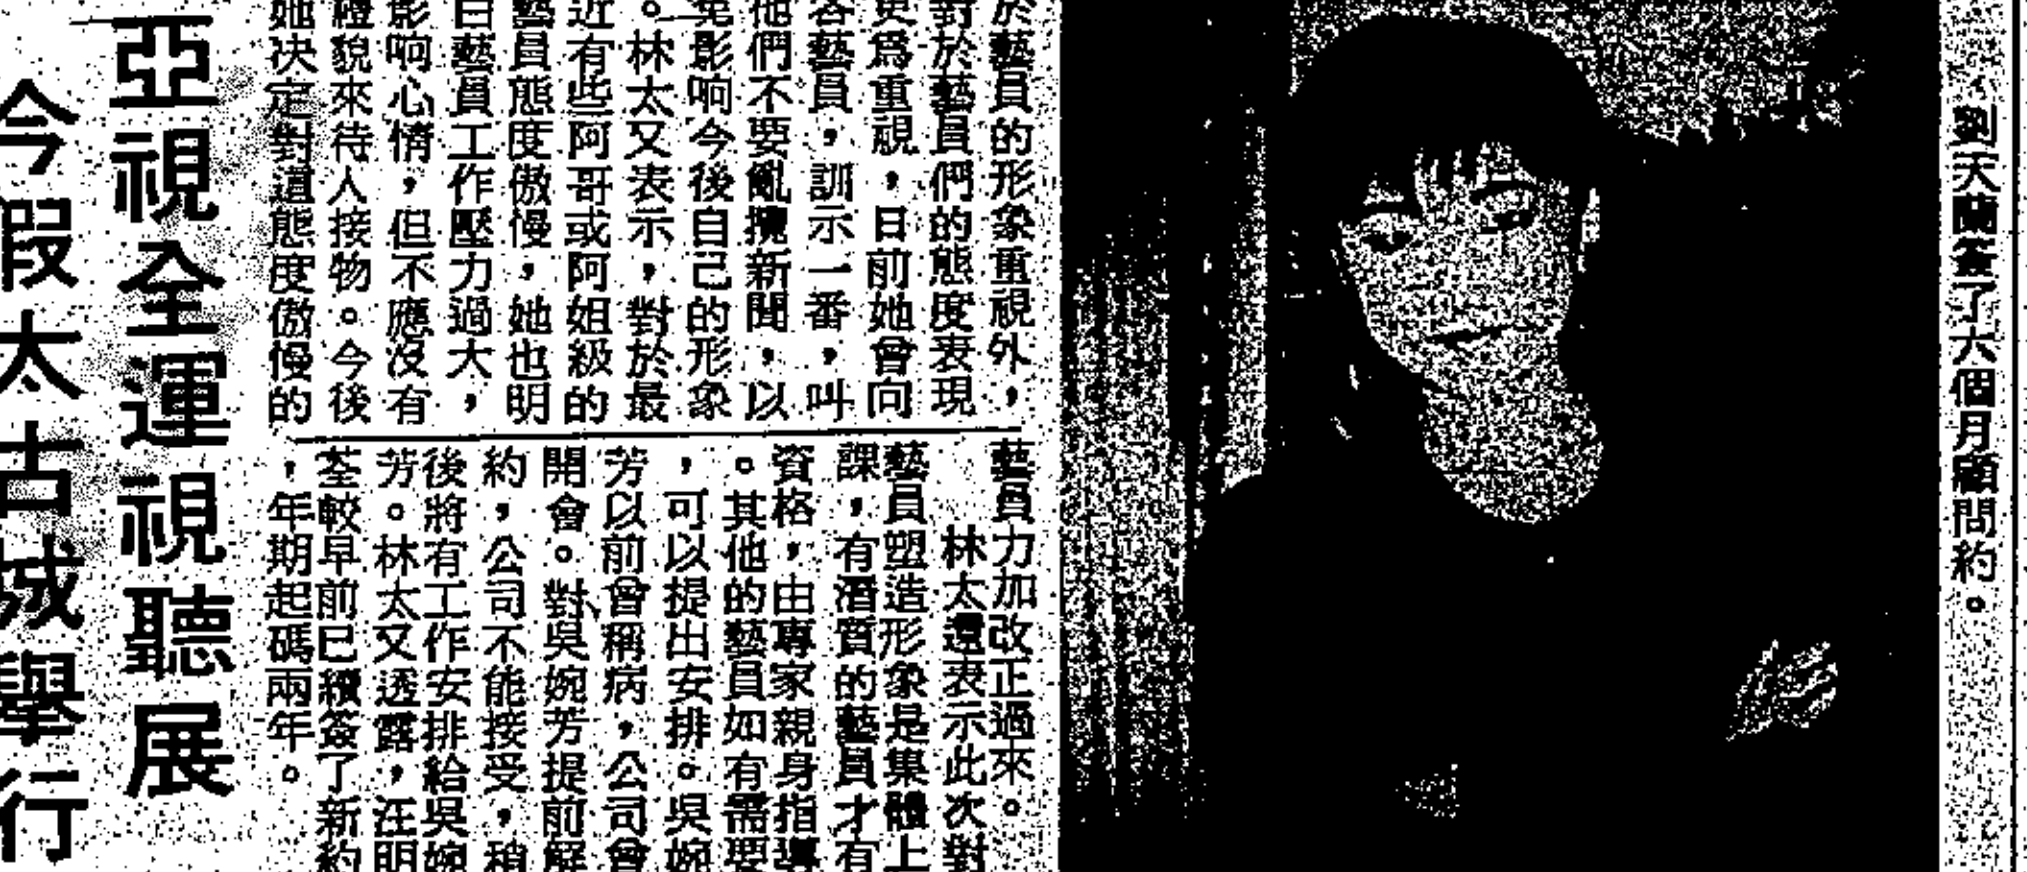 劉天蘭簽了六個月顧問約。
於藝員的形象重視外，
對於藝員們的態度表現
更爲重視，日前她曾向
各藝員，訓示一番，叫
他們不要亂攪新聞，以
免影响今後自己的形象
。林太又表示，對於最
近有些阿哥或阿姐級的
藝員態度傲慢，她也明
白藝員工作壓力過大，
影响心情，但不應沒有
禮貌來待人接物。今後
她决定對這態度傲慢的
藝員力加改正過來。
林太還表示此次對
藝員塑造形象是集體上
課，有潛質的藝員才有
資格，由專家親身指導
。其他的藝員如有需要
，可以提出安排。吳婉
芳以前曾稱病，公司曾
開會。對吳婉芳提前解
約，公司不能接受，稍
後將有工作安排給吳婉
芳。林太又透露，汪明
荃較早前已續簽了新約
，年期起碼兩年。
亞視全運視聽展
今假太古城舉行